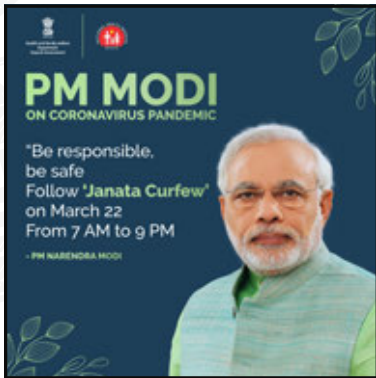 PM MODI
ON CORONAVIRUS PANDEMIC
"Be responsible,
be safe
Follow 'Janata Curfew'
on March 22
From 7 AM to 9 PM
- PM NARENDRA MODI